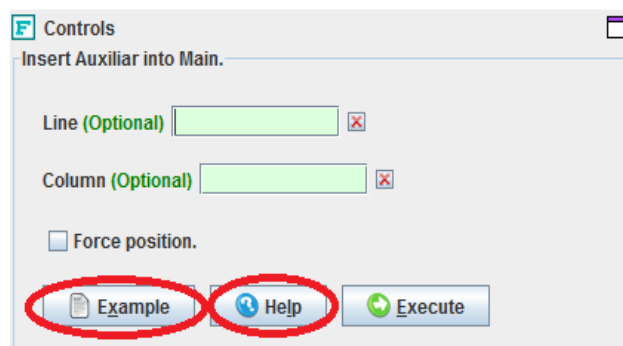 F Controls
Insert Auxiliar into Main.
Line (Optional)
Column (Optional)
Force position.
Example Help Execute